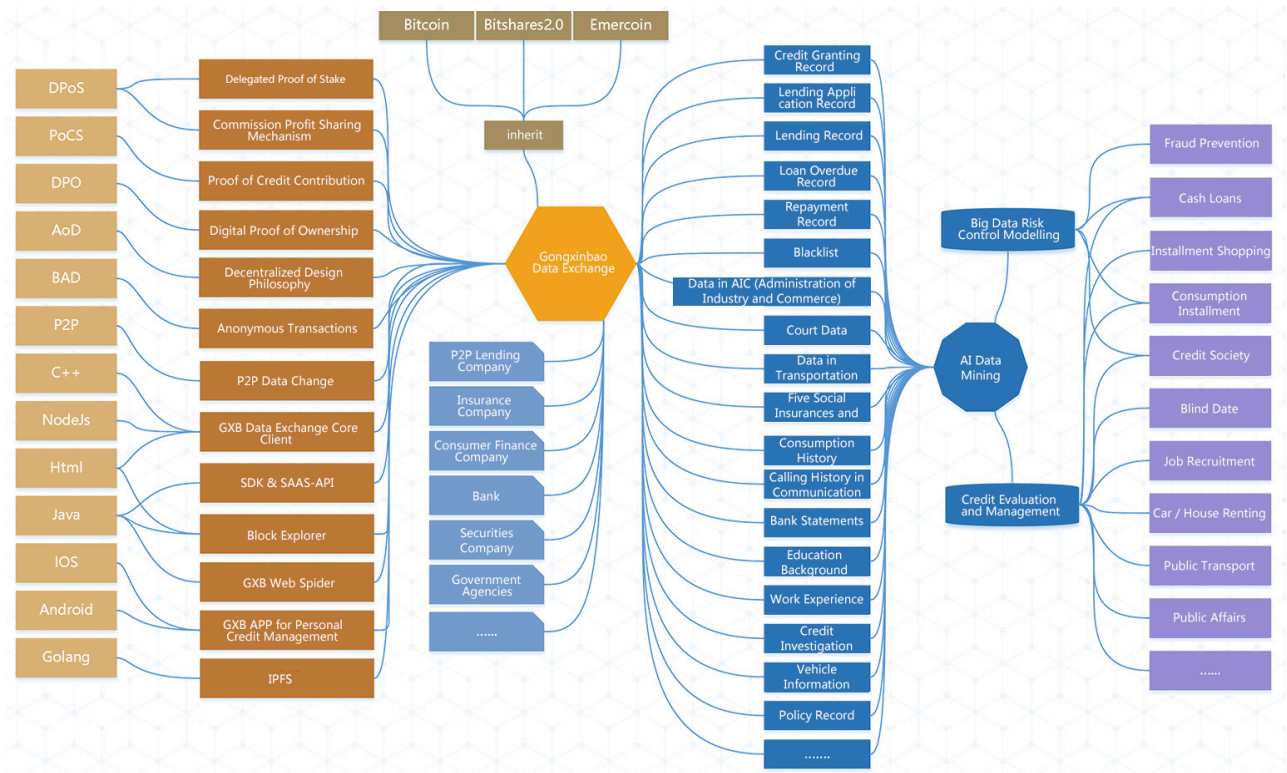 Bitcoin
Bitshares2.0
Emercoin
inherit
DPoS
PoCS
DPO
AoD
BAD
P2P
C++
NodeJs
Html
Java
IOS
Android
Golang
Delegated Proof of Stake
Commission Profit Sharing
Mechanism
Proof of Credit Contribution
Digital Proof of Ownership
Decentralized Design
Philosophy
Anonymous Transactions
P2P Data Change
GXB Data Exchange Core
Client
SDK & SAAS-API
Block Explorer
GXB Web Spider
GXB APP for Personal
Credit Management
IPFS
Gongxinbao
Data Exchange
P2P Lending
Company
Insurance
Company
Consumer Finance
Company
Bank
Securities
Company
Government
Agencies
......
Credit Granting
Record
Lending Appli
cation Record
Lending Record
Loan Overdue
Record
Repayment
Record
Blacklist
Data in AIC (Administration of
Industry and Commerce)
Court Data
Data in
Transportation
Five Social
Insurances and
Consumption
History
Calling History in
Communication
Bank Statements
Education
Background
Work Experience
Credit
Investigation
Vehicle
Information
Policy Record
.......
Big Data Risk
Control Modelling
AI Data
Mining
Credit Evaluation
and Management
Fraud Prevention
Cash Loans
Installment Shopping
Consumption
Installment
Credit Society
Blind Date
Job Recruitment
Car / House Renting
Public Transport
Public Affairs
......